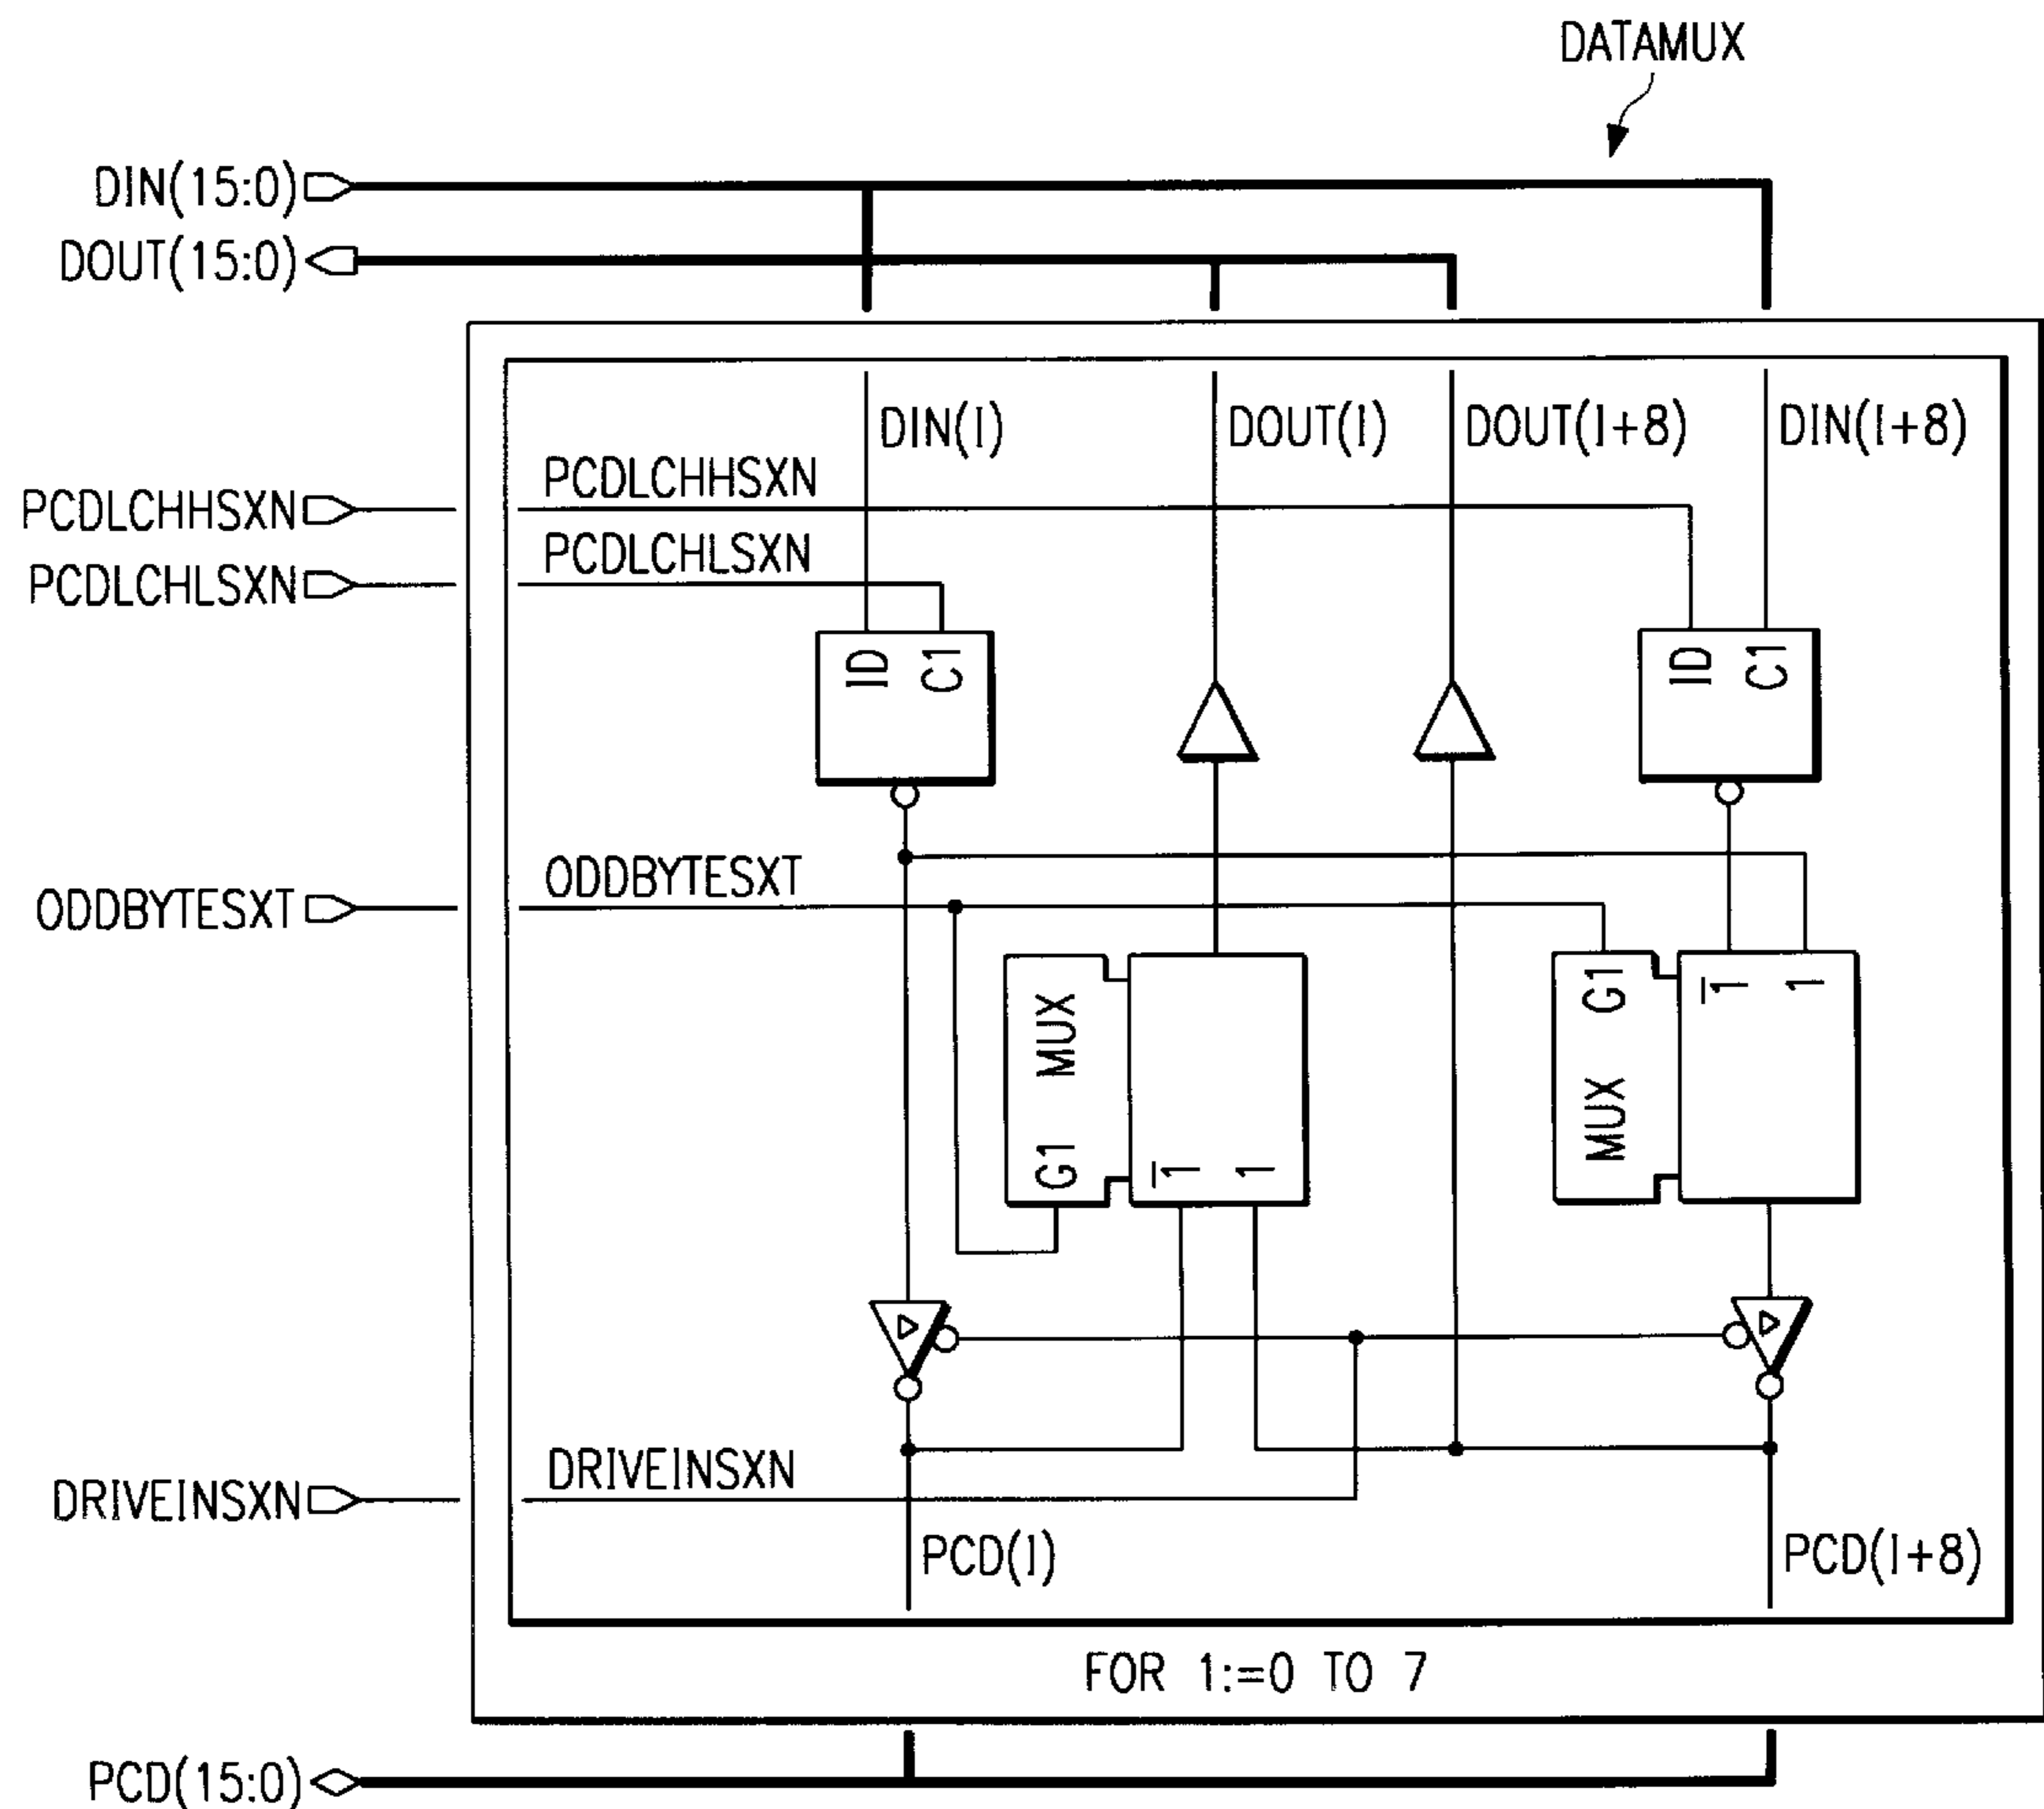 DATAMUX
DIN(15:0)
DOUT(15:0)
DIN(I)
DOUT(I)
DOUT(I+8)
DIN(I+8)
PCDLCHHSXN
PCDLCHHSXN
PCDLCHLSXN
PCDLCHLSXN
ID
C1
ID
C1
ODDBYTESXT
ODDBYTESXT
G1
MUX
1̅
1
MUX
G1
1̅
1
DRIVEINSXN
DRIVEINSXN
PCD(I)
PCD(I+8)
FOR 1:=0 TO 7
PCD(15:0)